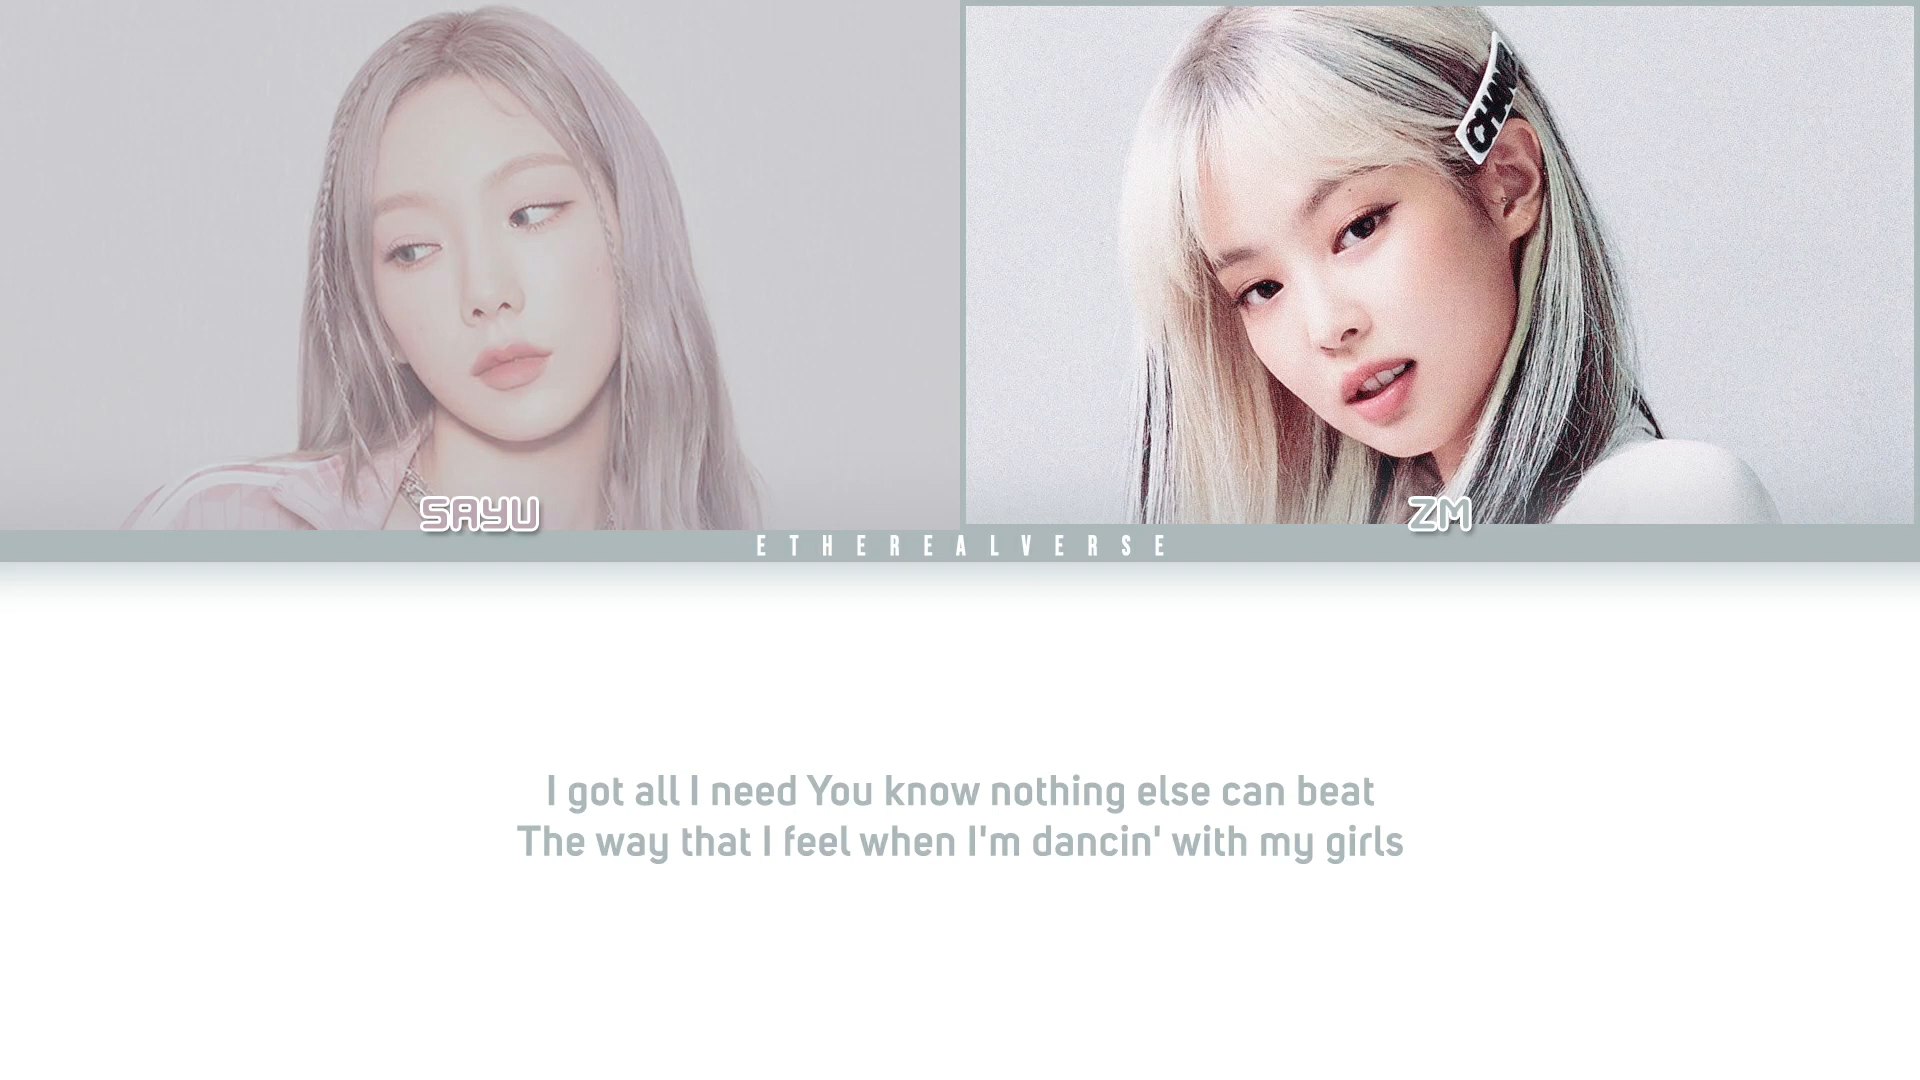 CHAN
SAYU
ZM
ETHEREALVERSE
I got all I need You know nothing else can beat
The way that I feel when I'm dancin' with my girls